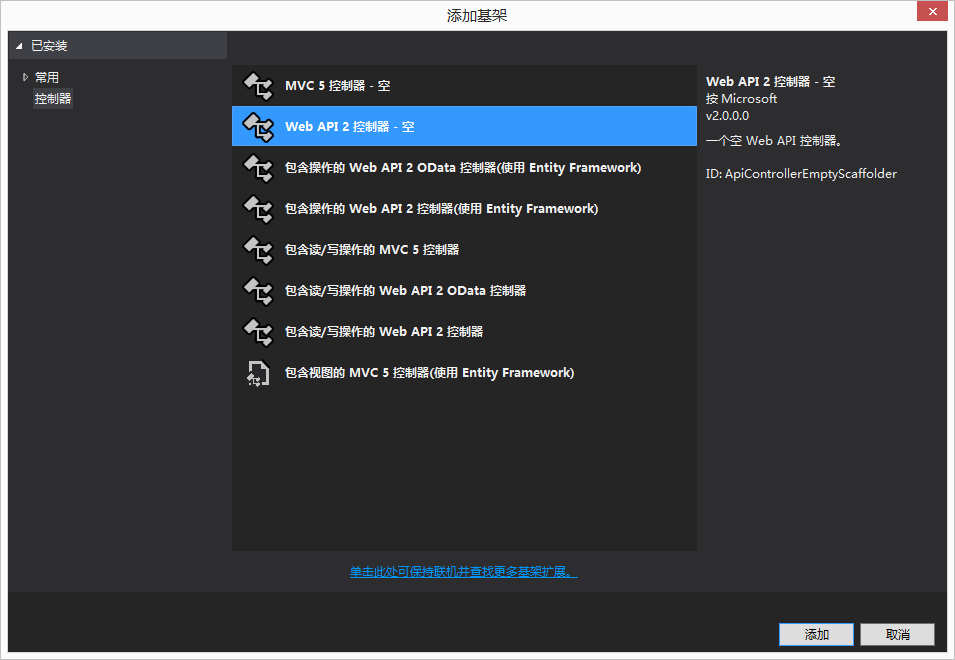 添加基架
已安装
常用
控制器
MVC 5 控制器 - 空
Web API 2 控制器 - 空
包含操作的 Web API 2 OData 控制器(使用 Entity Framework)
包含操作的 Web API 2 控制器(使用 Entity Framework)
包含读/写操作的 MVC 5 控制器
包含读/写操作的 Web API 2 OData 控制器
包含读/写操作的 Web API 2 控制器
包含视图的 MVC 5 控制器(使用 Entity Framework)
Web API 2 控制器 - 空
按 Microsoft
v2.0.0.0
一个空 Web API 控制器。
ID: ApiControllerEmptyScaffolder
单击此处可保持联机并查找更多基架扩展。
添加
取消